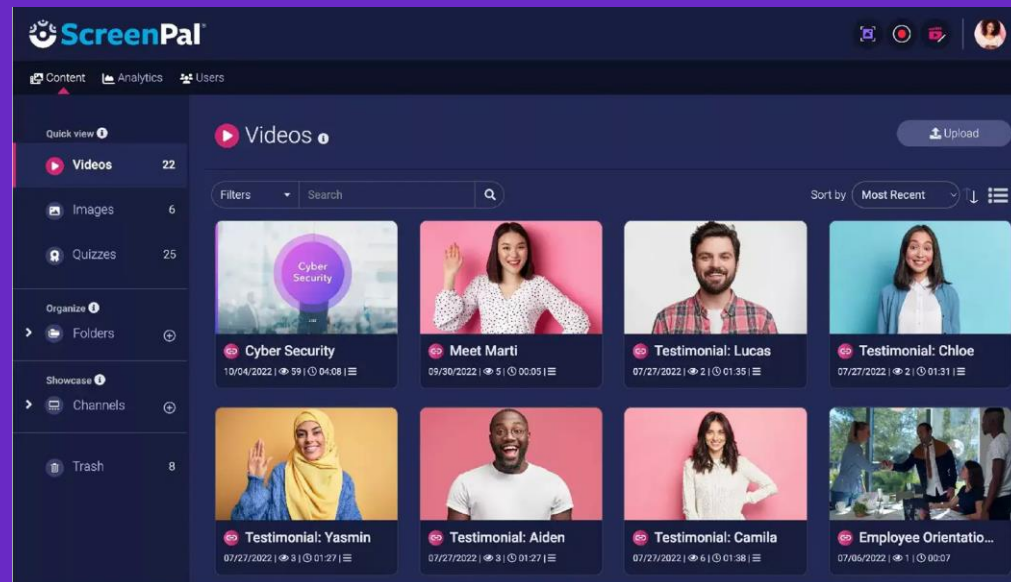 ScreenPal
Content Analytics Users
Quick view
Videos 22
Images 6
Quizzes 25
Organize
Folders
Showcase
Channels
Trash 8
Videos
Upload
Filters Search
Sort by Most Recent
Cyber
Security
Cyber Security
10/04/2022 | 59 | 04:08 |
Meet Marti
09/30/2022 | 5 | 00:05 |
Testimonial: Lucas
07/27/2022 | 2 | 01:35 |
Testimonial: Chloe
07/27/2022 | 2 | 01:31 |
Testimonial: Yasmin
07/27/2022 | 3 | 01:27 |
Testimonial: Aiden
07/27/2022 | 3 | 01:27 |
Testimonial: Camila
07/27/2022 | 6 | 01:38 |
Employee Orientatio...
07/06/2022 | 1 | 00:07